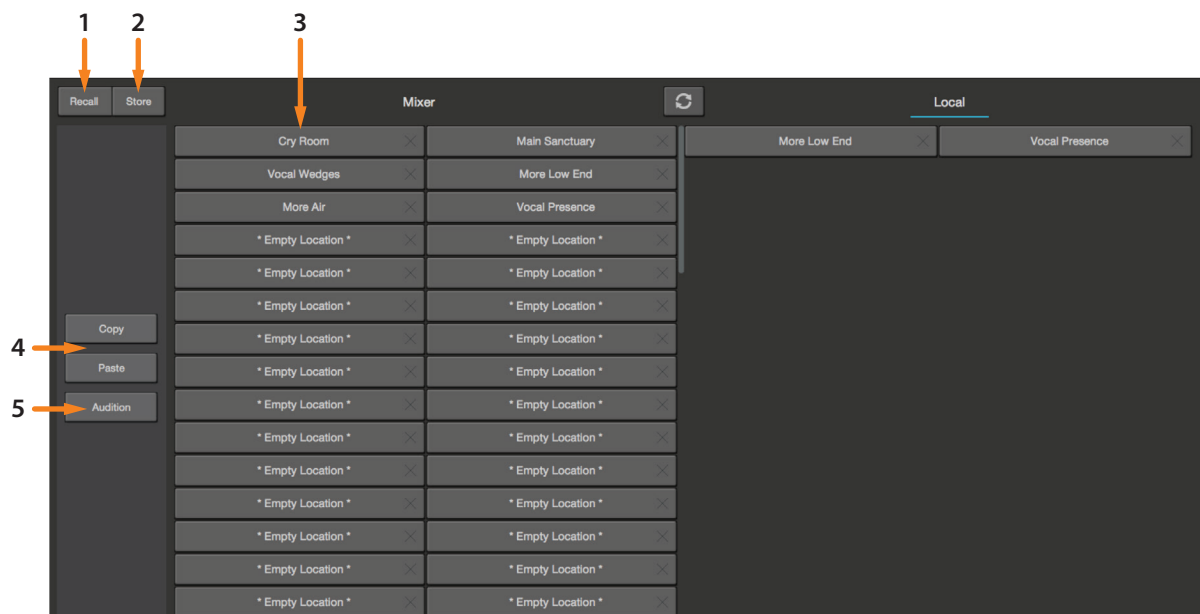 1 2 3
Recall Store Mixer Local
Cry Room Main Sanctuary More Low End Vocal Presence
Vocal Wedges More Low End
More Air Vocal Presence
* Empty Location * * Empty Location *
* Empty Location * * Empty Location *
* Empty Location * * Empty Location *
Copy * Empty Location * * Empty Location *
4
Paste * Empty Location * * Empty Location *
5 Audition * Empty Location * * Empty Location *
* Empty Location * * Empty Location *
* Empty Location * * Empty Location *
* Empty Location * * Empty Location *
* Empty Location * * Empty Location *
* Empty Location * * Empty Location *
* Empty Location * * Empty Location *